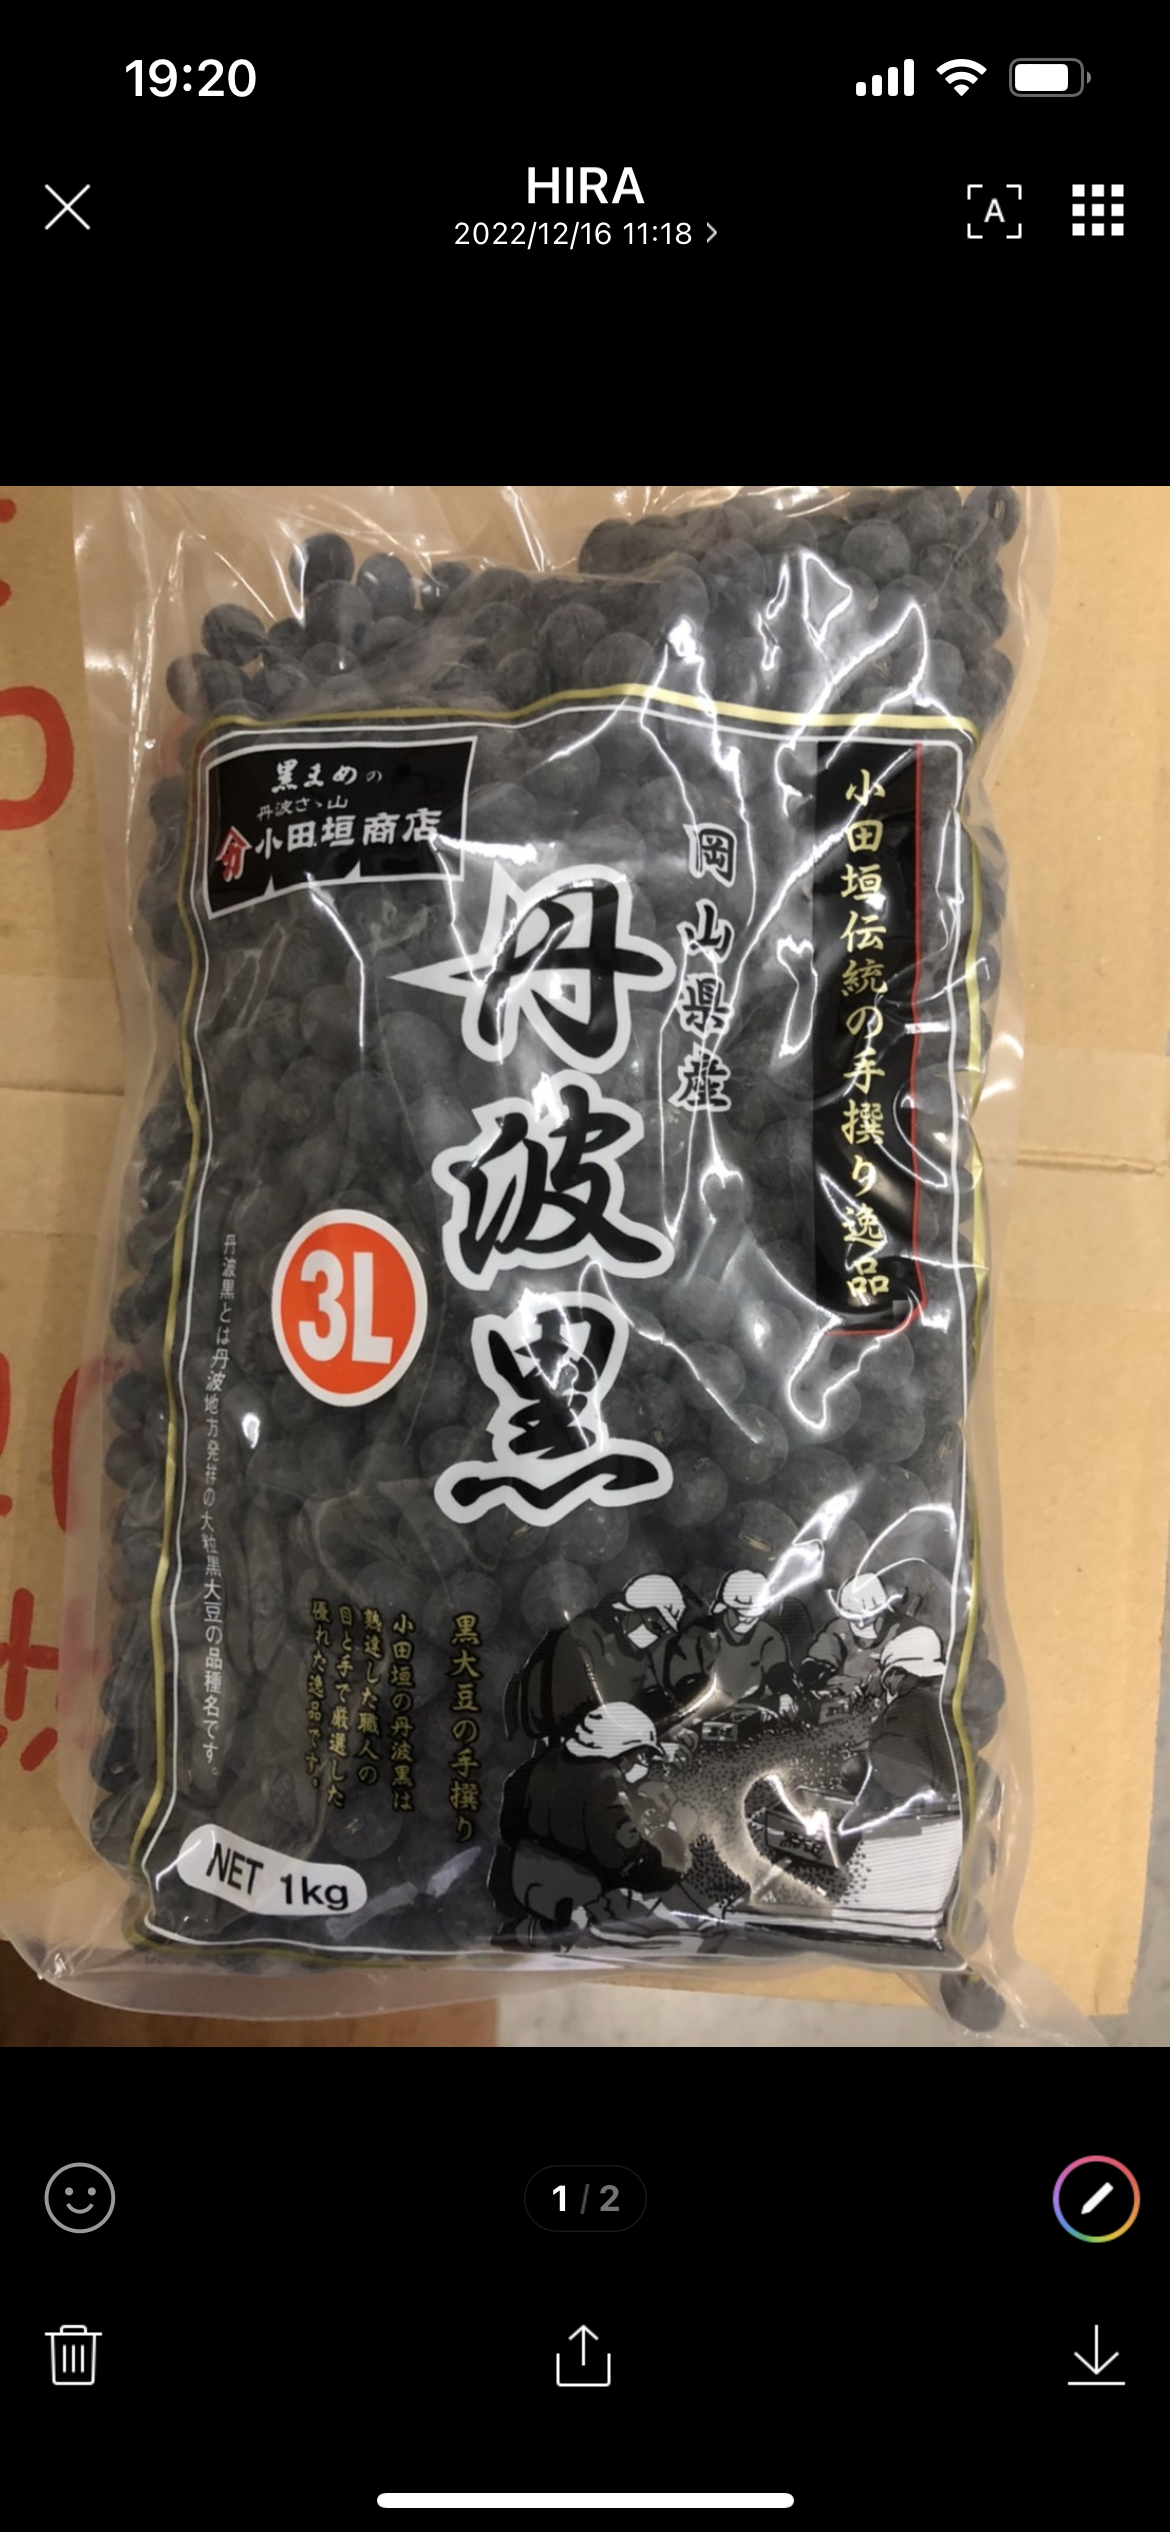 19:20
HIRA
2022/12/16 11:18
A
黒まめの
丹波さゝ山
小田垣商店
小田垣伝統の手撰り逸品
岡山県産
丹波黒
3L
丹波黒とは丹波地方発祥の大粒黒大豆の品種名です。
黒大豆の手撰り
小田垣の丹波黒は
熟達した職人の
目と手で厳選した
優れた逸品です。
NET 1kg
1 / 2